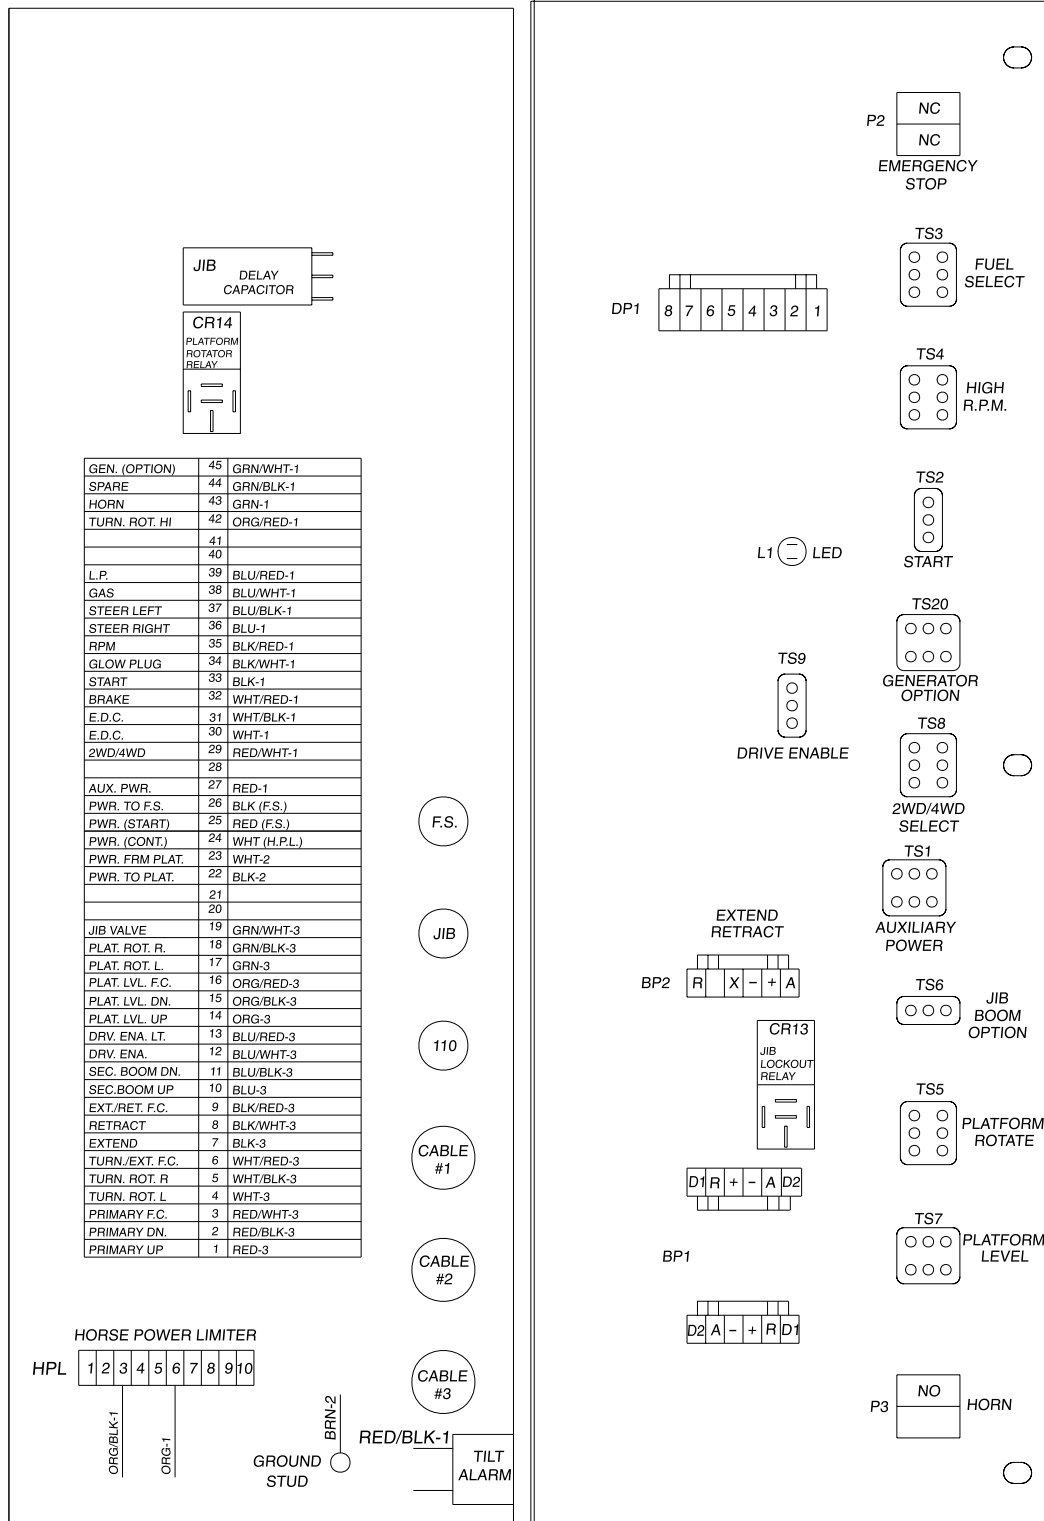 JIB
DELAY
CAPACITOR
CR14
PLATFORM
ROTATOR
RELAY
GEN. (OPTION) 45 GRN/WHT-1
SPARE 44 GRN/BLK-1
HORN 43 GRN-1
TURN. ROT. HI 42 ORG/RED-1
41
40
L.P. 39 BLU/RED-1
GAS 38 BLU/WHT-1
STEER LEFT 37 BLU/BLK-1
STEER RIGHT 36 BLU-1
RPM 35 BLK/RED-1
GLOW PLUG 34 BLK/WHT-1
START 33 BLK-1
BRAKE 32 WHT/RED-1
E.D.C. 31 WHT/BLK-1
E.D.C. 30 WHT-1
2WD/4WD 29 RED/WHT-1
28
AUX. PWR. 27 RED-1
PWR. TO F.S. 26 BLK (F.S.)
PWR. (START) 25 RED (F.S.)
PWR. (CONT.) 24 WHT (H.P.L.)
PWR. FRM PLAT. 23 WHT-2
PWR. TO PLAT. 22 BLK-2
21
20
JIB VALVE 19 GRN/WHT-3
PLAT. ROT. R. 18 GRN/BLK-3
PLAT. ROT. L. 17 GRN-3
PLAT. LVL. F.C. 16 ORG/RED-3
PLAT. LVL. DN. 15 ORG/BLK-3
PLAT. LVL. UP 14 ORG-3
DRV. ENA. LT. 13 BLU/RED-3
DRV. ENA. 12 BLU/WHT-3
SEC. BOOM DN. 11 BLU/BLK-3
SEC.BOOM UP 10 BLU-3
EXT./RET. F.C. 9 BLK/RED-3
RETRACT 8 BLK/WHT-3
EXTEND 7 BLK-3
TURN./EXT. F.C. 6 WHT/RED-3
TURN. ROT. R 5 WHT/BLK-3
TURN. ROT. L 4 WHT-3
PRIMARY F.C. 3 RED/WHT-3
PRIMARY DN. 2 RED/BLK-3
PRIMARY UP 1 RED-3
F.S.
JIB
110
CABLE
#1
CABLE
#2
CABLE
#3
HORSE POWER LIMITER
HPL 1 2 3 4 5 6 7 8 9 10
ORG/BLK-1
ORG-1
BRN-2
GROUND
STUD
RED/BLK-1
TILT
ALARM
P2
NC
NC
EMERGENCY
STOP
TS3
FUEL
SELECT
DP1 8 7 6 5 4 3 2 1
TS4
HIGH
R.P.M.
TS2
START
L1 LED
TS20
GENERATOR
OPTION
TS9
DRIVE ENABLE
TS8
2WD/4WD
SELECT
TS1
AUXILIARY
POWER
EXTEND
RETRACT
BP2 R X - + A
TS6
JIB
BOOM
OPTION
CR13
JIB
LOCKOUT
RELAY
TS5
PLATFORM
ROTATE
D1 R + - A D2
TS7
PLATFORM
LEVEL
BP1
D2 A - + R D1
P3
NO
HORN